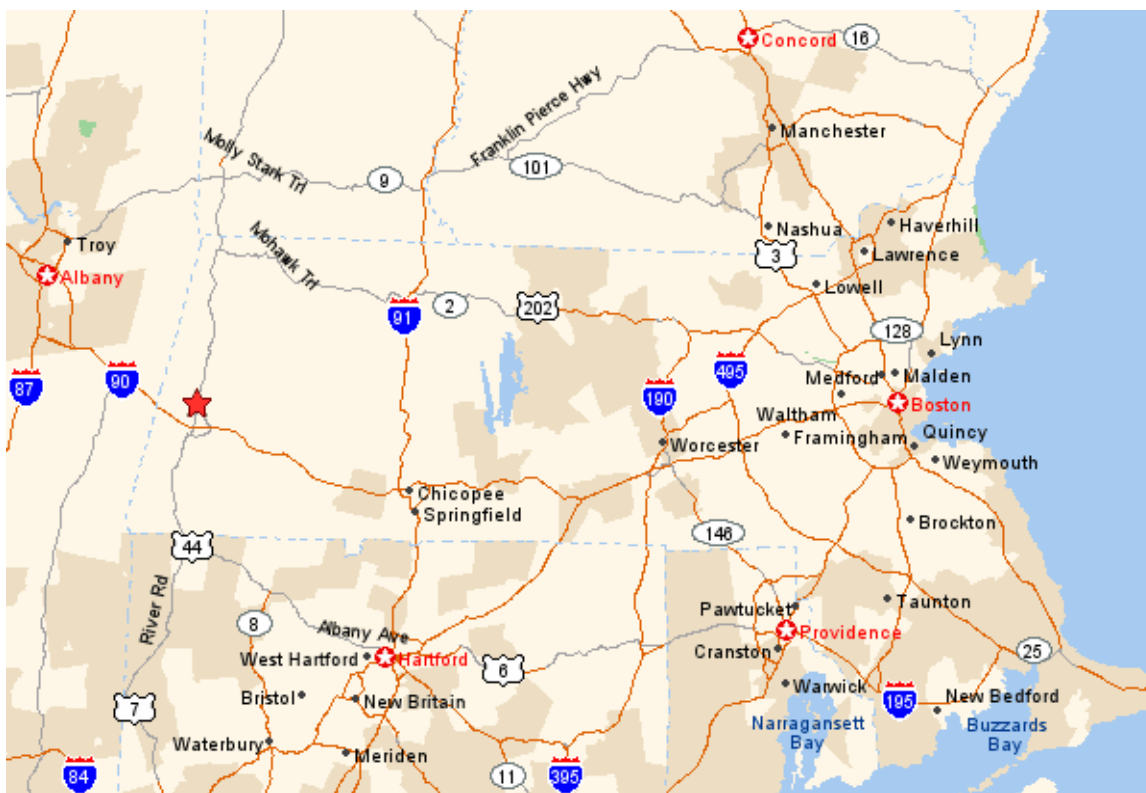 Concord
16
Franklin Pierce Hwy
Manchester
Molly Stark Trl
9
101
Troy
Nashua
Haverhill
Mohawk Trl
3
Lawrence
Albany
Lowell
2
202
91
128
Lynn
87
90
495
Medford
Malden
190
Waltham
Boston
Worcester
Framingham
Quincy
Weymouth
Chicopee
Springfield
Brockton
146
44
River Rd
Pawtucket
Taunton
8
Albany Ave
Providence
West Hartford
Hartford
Cranston
25
6
Warwick
Bristol
New Britain
195
New Bedford
7
Narragansett
Bay
Buzzards
Bay
Waterbury
Meriden
84
11
395